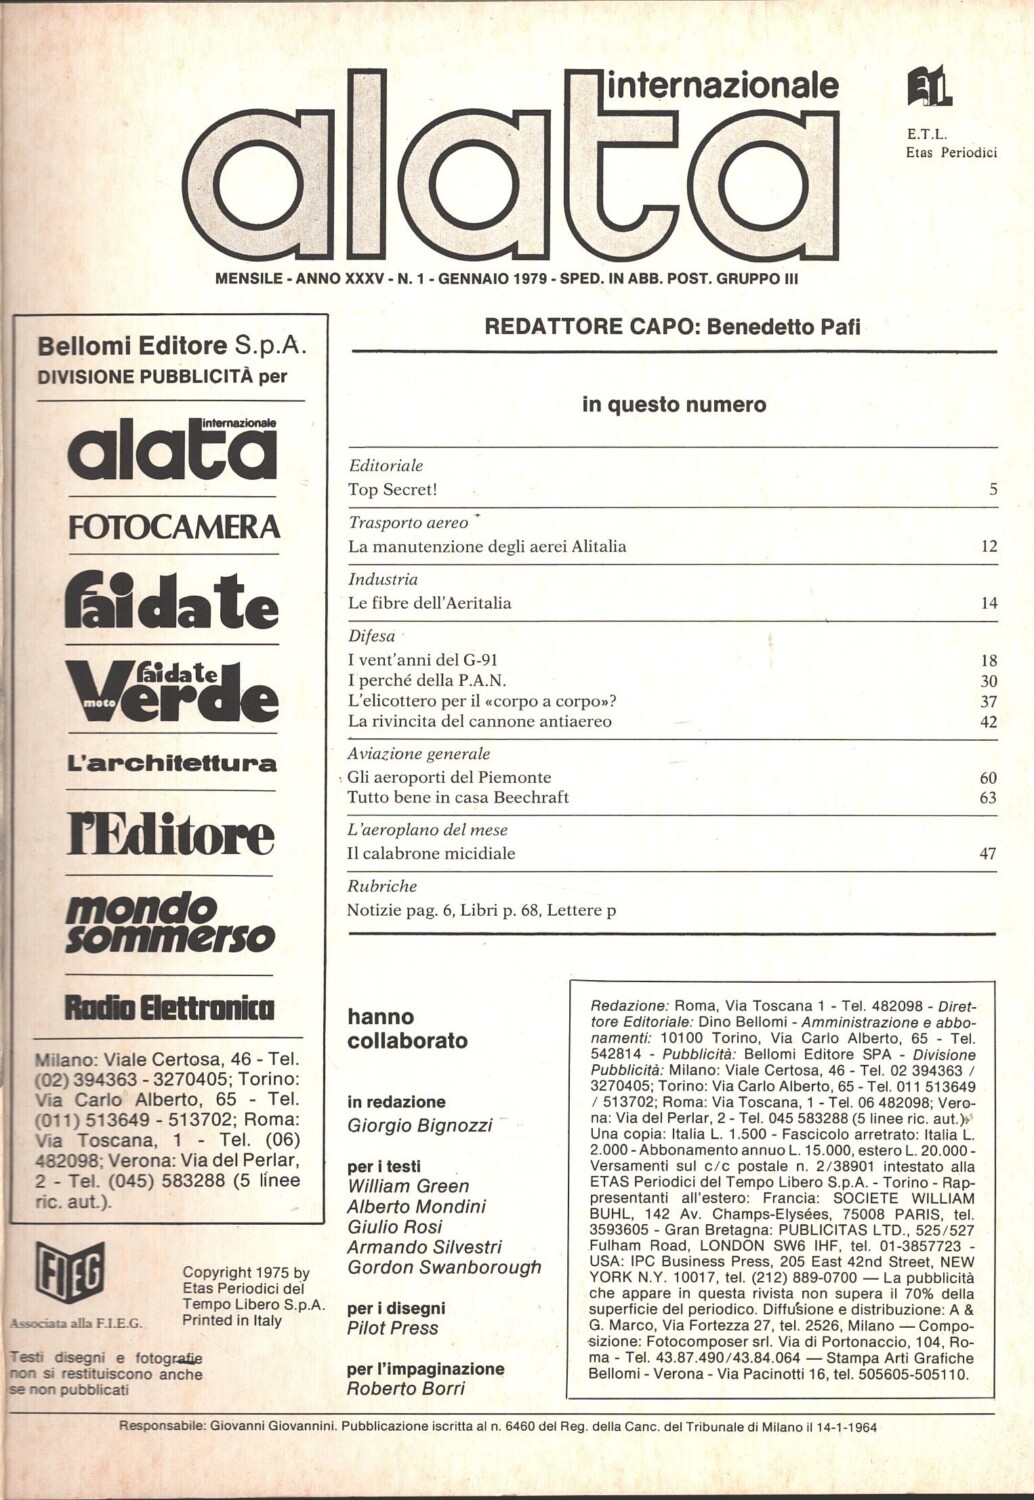 internazionale
alata
ETL
E.T.L.
Etas Periodici
MENSILE - ANNO XXXV - N. 1 - GENNAIO 1979 - SPED. IN ABB. POST. GRUPPO III
Bellomi Editore S.p.A.
DIVISIONE PUBBLICITÀ per
internazionale
alata
FOTOCAMERA
fai da te
faidate
moto
Verde
L'architettura
l'Editore
mondo
sommerso
Radio Elettronica
Milano: Viale Certosa, 46 - Tel.
(02) 394363 - 3270405; Torino:
Via Carlo Alberto, 65 - Tel.
(011) 513649 - 513702; Roma:
Via Toscana, 1 - Tel. (06)
482098; Verona: Via del Perlar,
2 - Tel. (045) 583288 (5 linee
ric. aut.).
FIEG
Associata alla F.I.E.G.
Copyright 1975 by
Etas Periodici del
Tempo Libero S.p.A.
Printed in Italy
Testi disegni e fotografie
non si restituiscono anche
se non pubblicati
REDATTORE CAPO: Benedetto Pafi
in questo numero
Editoriale
Top Secret! 5
Trasporto aereo
La manutenzione degli aerei Alitalia 12
Industria
Le fibre dell'Aeritalia 14
Difesa
I vent'anni del G-91 18
I perché della P.A.N. 30
L'elicottero per il «corpo a corpo»? 37
La rivincita del cannone antiaereo 42
Aviazione generale
Gli aeroporti del Piemonte 60
Tutto bene in casa Beechraft 63
L'aeroplano del mese
Il calabrone micidiale 47
Rubriche
Notizie pag. 6, Libri p. 68, Lettere p
hanno
collaborato
in redazione
Giorgio Bignozzi
per i testi
William Green
Alberto Mondini
Giulio Rosi
Armando Silvestri
Gordon Swanborough
per i disegni
Pilot Press
per l'impaginazione
Roberto Borri
Redazione: Roma, Via Toscana 1 - Tel. 482098 - Diret-
tore Editoriale: Dino Bellomi - Amministrazione e abbo-
namenti: 10100 Torino, Via Carlo Alberto, 65 - Tel.
542814 - Pubblicità: Bellomi Editore SPA - Divisione
Pubblicità: Milano: Viale Certosa, 46 - Tel. 02 394363 /
3270405; Torino: Via Carlo Alberto, 65 - Tel. 011 513649
/ 513702; Roma: Via Toscana, 1 - Tel. 06 482098; Vero-
na: Via del Perlar, 2 - Tel. 045 583288 (5 linee ric. aut.).
Una copia: Italia L. 1.500 - Fascicolo arretrato: Italia L.
2.000 - Abbonamento annuo L. 15.000, estero L. 20.000 -
Versamenti sul c/c postale n. 2/38901 intestato alla
ETAS Periodici del Tempo Libero S.p.A. - Torino - Rap-
presentanti all'estero: Francia: SOCIETE WILLIAM
BUHL, 142 Av. Champs-Elysées, 75008 PARIS, tel.
3593605 - Gran Bretagna: PUBLICITAS LTD., 525/527
Fulham Road, LONDON SW6 IHF, tel. 01-3857723 -
USA: IPC Business Press, 205 East 42nd Street, NEW
YORK N.Y. 10017, tel. (212) 889-0700 — La pubblicità
che appare in questa rivista non supera il 70% della
superficie del periodico. Diffusione e distribuzione: A &
G. Marco, Via Fortezza 27, tel. 2526, Milano — Compo-
sizione: Fotocomposer srl. Via di Portonaccio, 104, Ro-
ma - Tel. 43.87.490/43.84.064 — Stampa Arti Grafiche
Bellomi - Verona - Via Pacinotti 16, tel. 505605-505110.
Responsabile: Giovanni Giovannini. Pubblicazione iscritta al n. 6460 del Reg. della Canc. del Tribunale di Milano il 14-1-1964